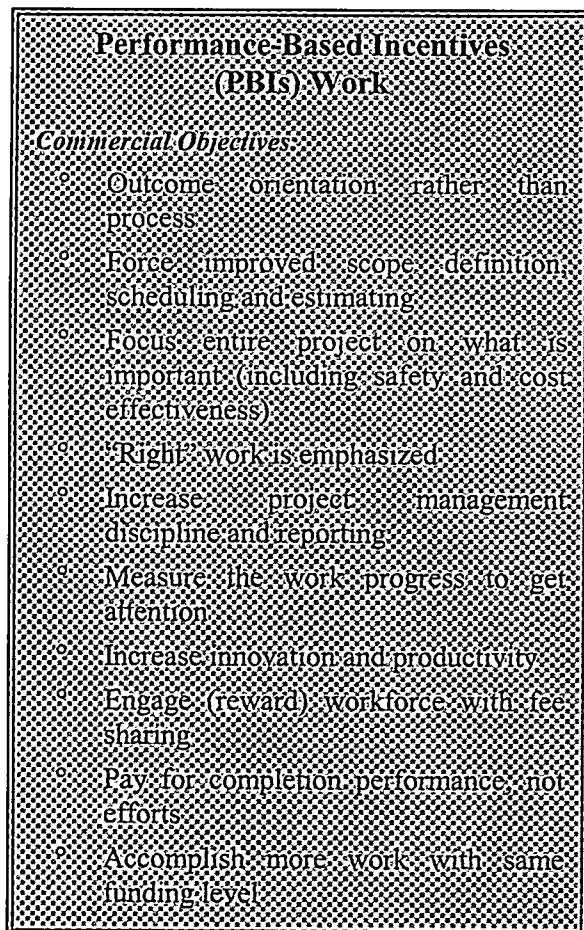 Performance-Based Incentives
(PBIs) Work
Commercial Objectives:
° Outcome orientation rather than
process
° Force improved scope definition,
scheduling and estimating
° Focus entire project on what is
important (including safety and cost
effectiveness)
° "Right" work is emphasized
° Increase project management
discipline and reporting
° Measure the work progress to get
attention
° Increase innovation and productivity
° Engage (reward) workforce with fee
sharing
° Pay for completion performance, not
efforts
° Accomplish more work with same
funding level